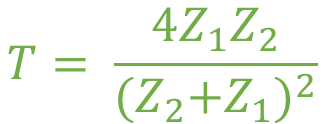 T = 4Z₁Z₂ / (Z₂+Z₁)²